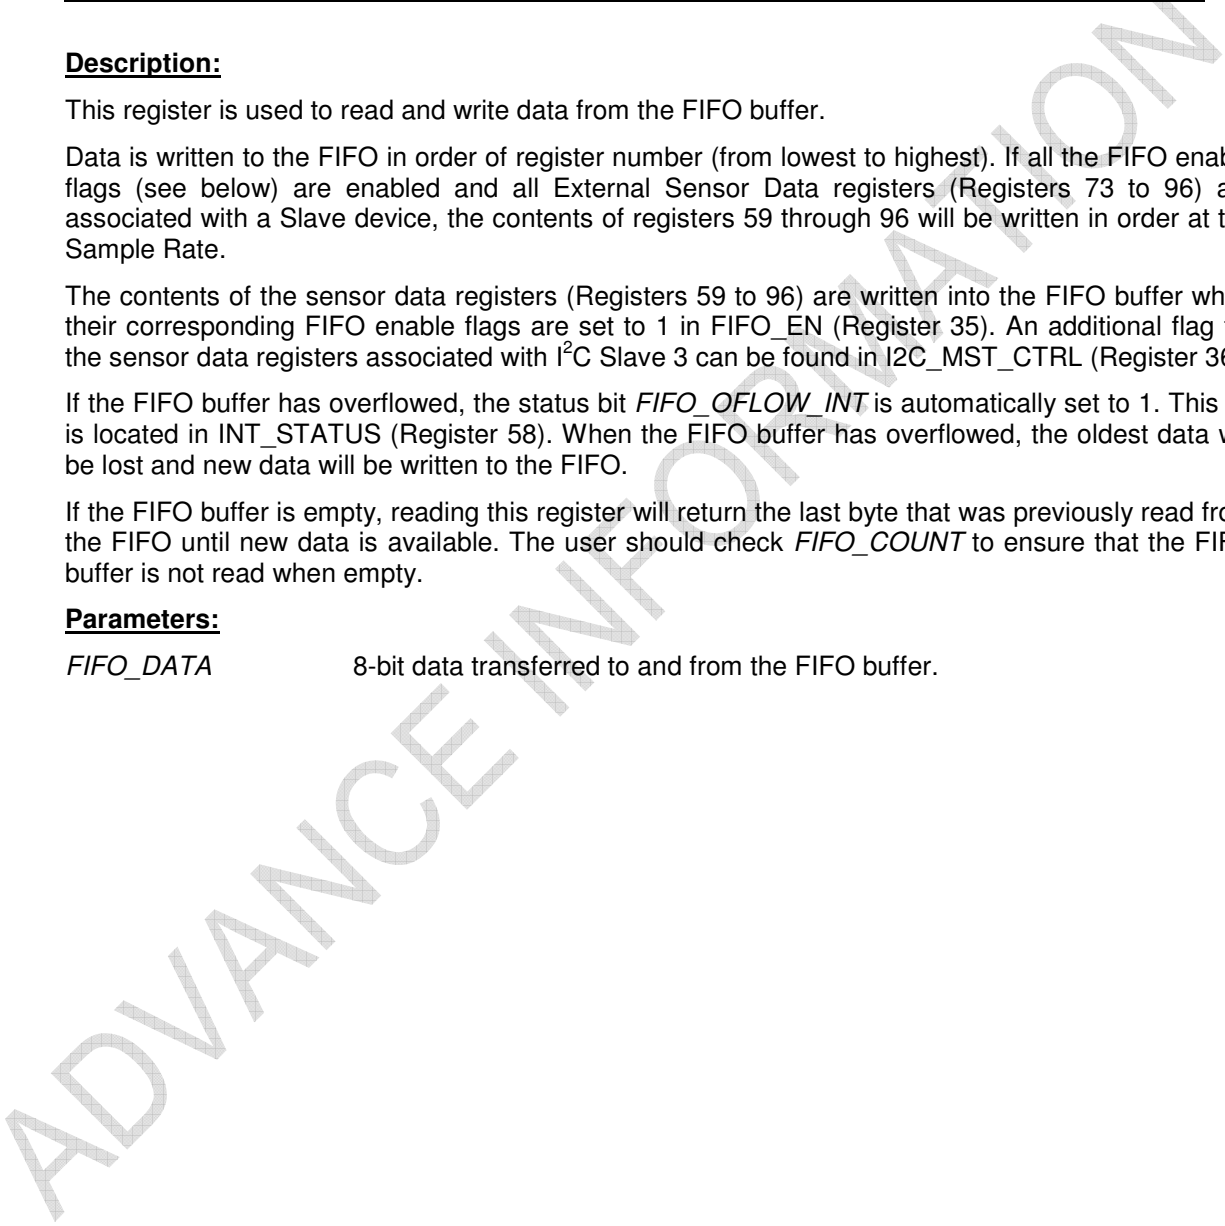 Description:
This register is used to read and write data from the FIFO buffer.
Data is written to the FIFO in order of register number (from lowest to highest). If all the FIFO enab
flags (see below) are enabled and all External Sensor Data registers (Registers 73 to 96) a
associated with a Slave device, the contents of registers 59 through 96 will be written in order at t
Sample Rate.
The contents of the sensor data registers (Registers 59 to 96) are written into the FIFO buffer wh
their corresponding FIFO enable flags are set to 1 in FIFO_EN (Register 35). An additional flag
the sensor data registers associated with I²C Slave 3 can be found in I2C_MST_CTRL (Register 36
If the FIFO buffer has overflowed, the status bit FIFO_OFLOW_INT is automatically set to 1. This
is located in INT_STATUS (Register 58). When the FIFO buffer has overflowed, the oldest data w
be lost and new data will be written to the FIFO.
If the FIFO buffer is empty, reading this register will return the last byte that was previously read fro
the FIFO until new data is available. The user should check FIFO_COUNT to ensure that the FIF
buffer is not read when empty.
Parameters:
FIFO_DATA 8-bit data transferred to and from the FIFO buffer.
ADVANCE INFORMATION